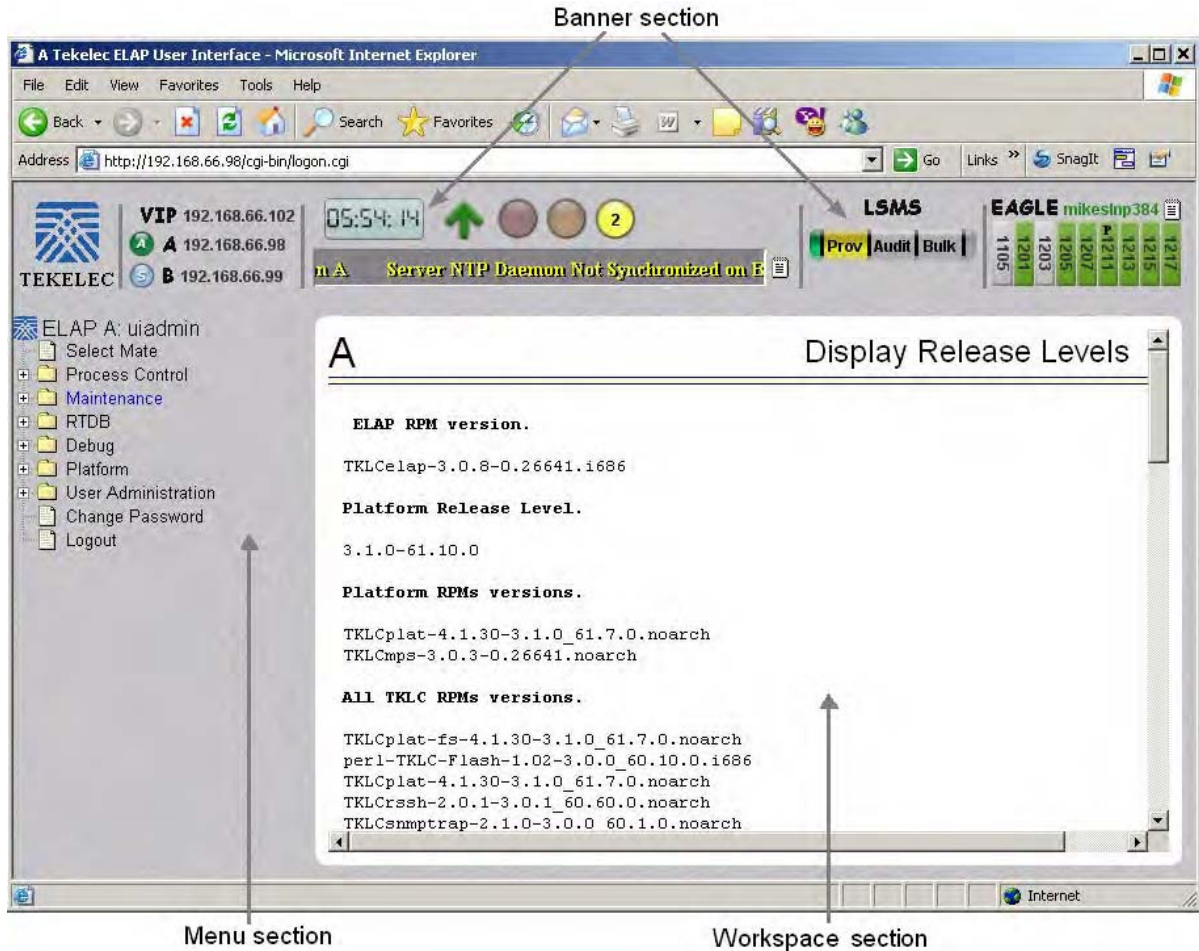 Banner section
A Tekelec ELAP User Interface - Microsoft Internet Explorer
File Edit View Favorites Tools Help
Back Search Favorites
Address http://192.168.66.98/cgi-bin/logon.cgi Go Links » SnagIt
TEKELEC
VIP 192.168.66.102
A A 192.168.66.98
S B 192.168.66.99
05:54:14 2
n A Server NTP Daemon Not Synchronized on B
LSMS
Prov Audit Bulk
EAGLE mikeslnp384
P
1105 1201 1203 1205 1207 1211 1213 1215 1217
ELAP A: uiadmin
Select Mate
Process Control
Maintenance
RTDB
Debug
Platform
User Administration
Change Password
Logout
A Display Release Levels
ELAP RPM version.
TKLCelap-3.0.8-0.26641.i686
Platform Release Level.
3.1.0-61.10.0
Platform RPMs versions.
TKLCplat-4.1.30-3.1.0_61.7.0.noarch
TKLCmps-3.0.3-0.26641.noarch
All TKLC RPMs versions.
TKLCplat-fs-4.1.30-3.1.0_61.7.0.noarch
perl-TKLC-Flash-1.02-3.0.0_60.10.0.i686
TKLCplat-4.1.30-3.1.0_61.7.0.noarch
TKLCrssh-2.0.1-3.0.1_60.60.0.noarch
TKLCsnmptrap-2.1.0-3.0.0_60.1.0.noarch
Internet
Menu section
Workspace section